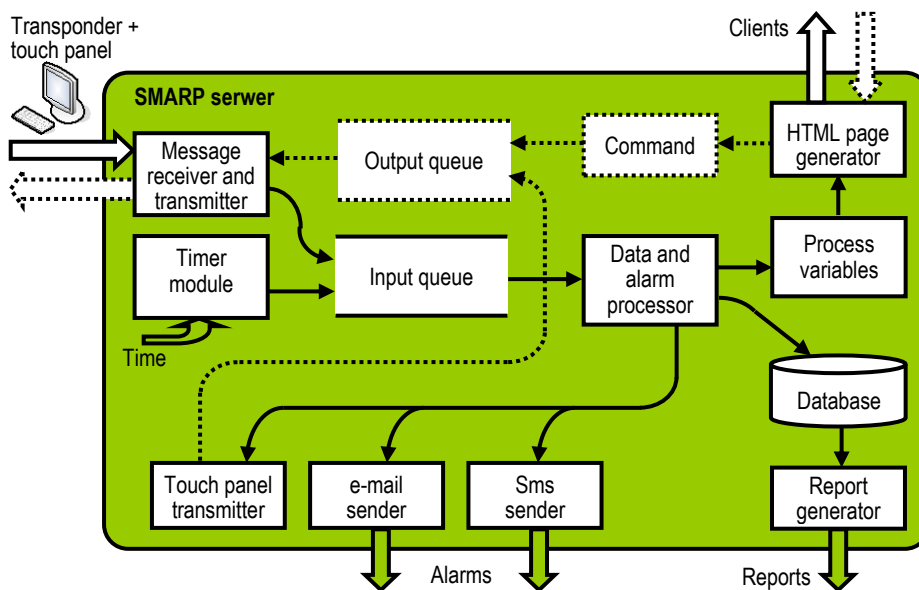 Transponder +
touch panel
Clients
SMARP serwer
Message
receiver and
transmitter
Output queue
Command
HTML page
generator
Timer
module
Input queue
Data and
alarm
processor
Process
variables
Time
Database
Touch panel
transmitter
e-mail
sender
Sms
sender
Report
generator
Alarms
Reports